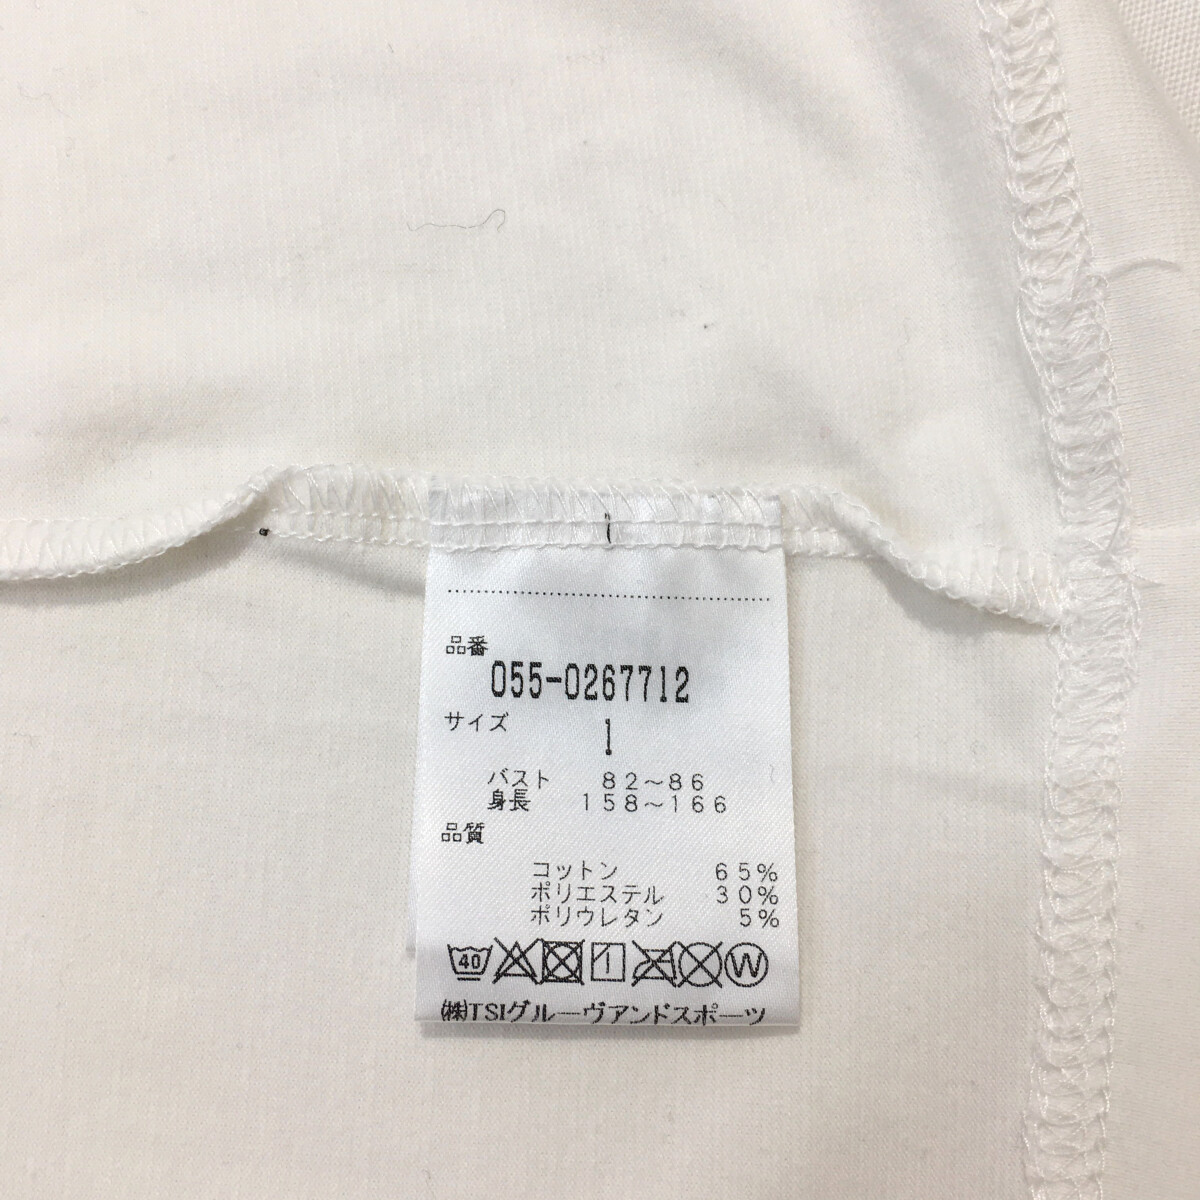 品番
055-0267712
サイズ
1
バスト 82~86
身長 158~166
品質
コットン 65%
ポリエステル 30%
ポリウレタン 5%
40 W
㈱TSIグルーヴアンドスポーツ